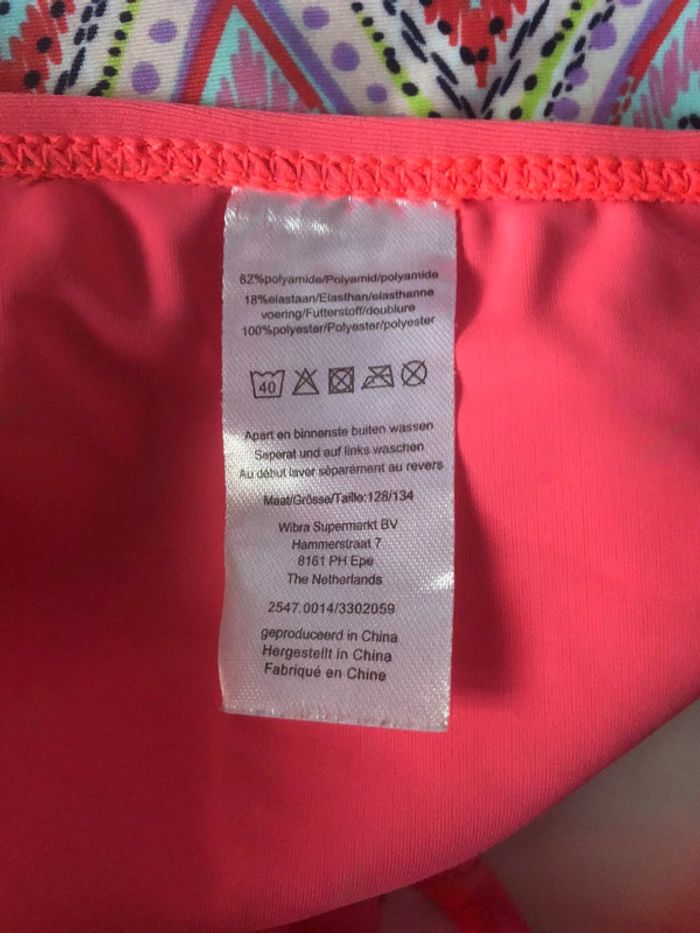 62%polyamide/Polyamid/polyamide
18%elastaan/Elasthan/elasthanne
voering/Futterstoff/doublure
100%polyester/Polyester/polyester
40
Apart en binnenste buiten wassen
Seperat und auf links waschen
Au début laver séparément au revers
Maat/Grösse/Taille:128/134
Wibra Supermarkt BV
Hammerstraat 7
8161 PH Epe
The Netherlands
2547.0014/3302059
geproduceerd in China
Hergestellt in China
Fabriqué en Chine